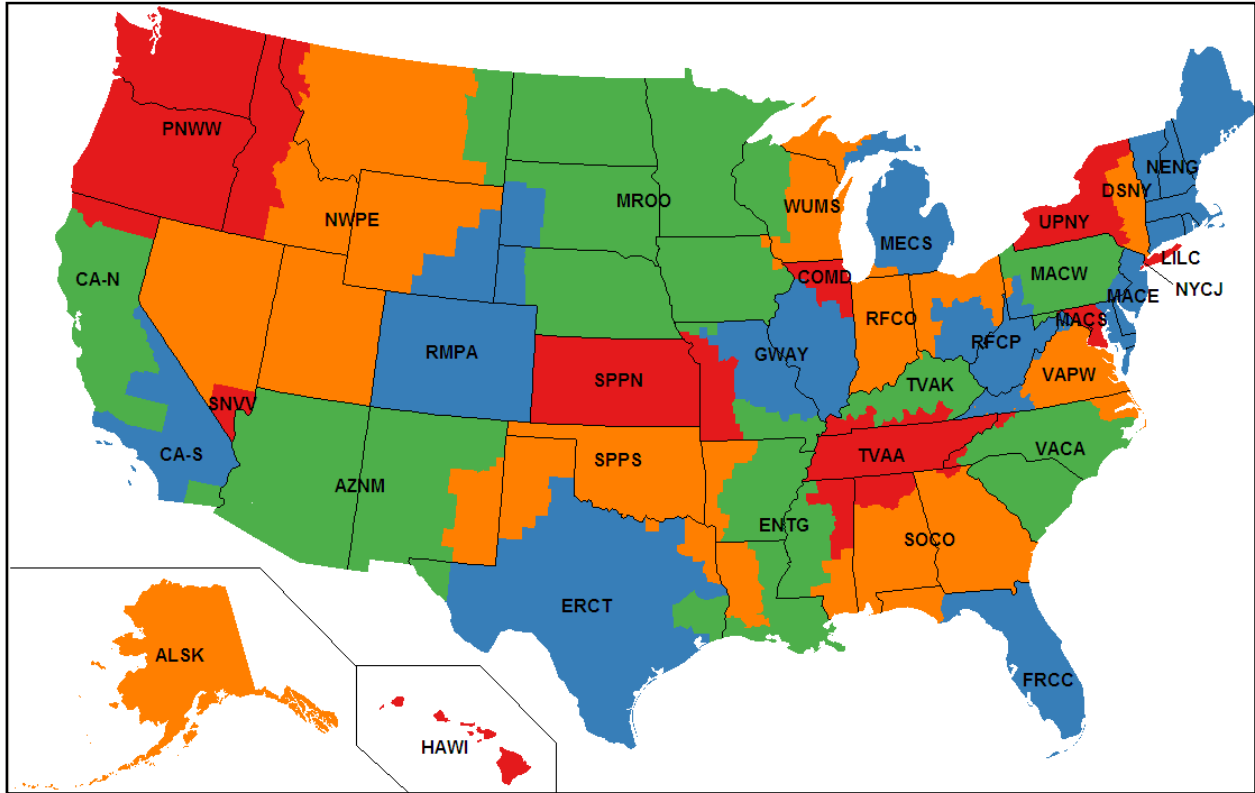 PNWW
NENG
DSNY
NWPE
MROO
WUMS
UPNY
MECS
LILC
CA-N
COMD
MACW
NYCJ
MACE
RFCO
MACS
RMPA
GWAY
RFCP
SPPN
TVAK
VAPW
SNVV
CA-S
SPPS
TVAA
VACA
AZNM
ENTG
SOCO
ERCT
ALSK
FRCC
HAWI